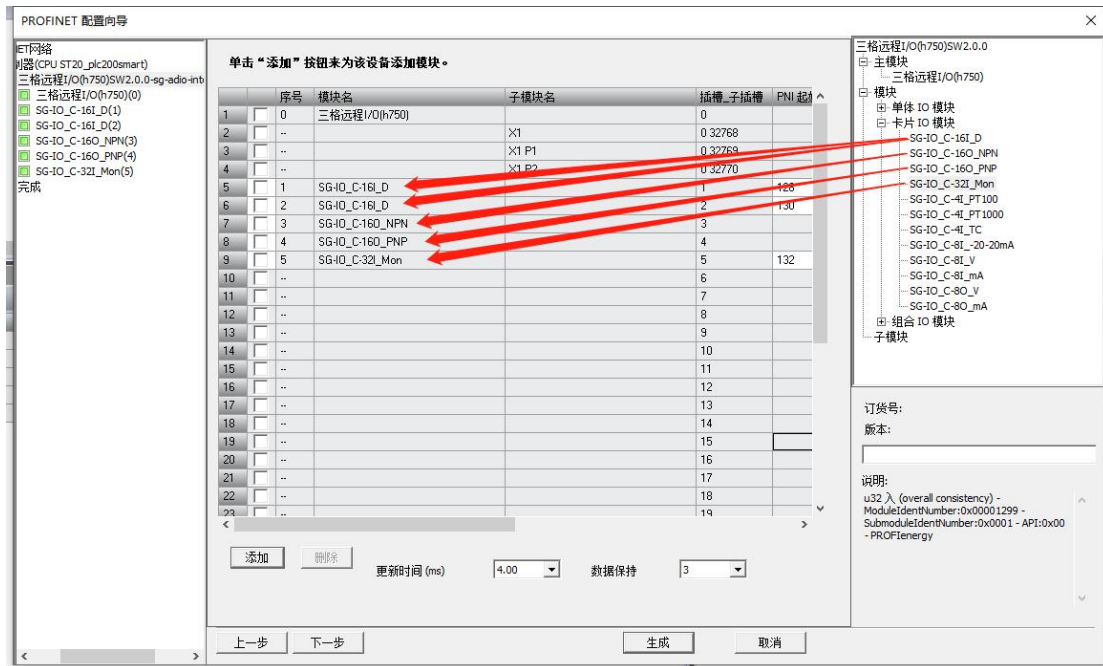 PROFINET 配置向导
ET网络
制器(CPU ST20_plc200smart)
三格远程I/O(h750)SW2.0.0-sg-adio-int
三格远程I/O(h750)(0)
SG-IO_C-16I_D(1)
SG-IO_C-16I_D(2)
SG-IO_C-16O_NPN(3)
SG-IO_C-16O_PNP(4)
SG-IO_C-32I_Mon(5)
完成
单击“添加”按钮来为该设备添加模块。
序号 模块名 子模块名 插槽_子插槽 PNI 起始
1 0 三格远程I/O(h750) 0
2 -- X1 0 32768
3 -- X1 P1 0 32769
4 -- X1 P2 0 32770
5 1 SG-IO_C-16I_D 1 128
6 2 SG-IO_C-16I_D 2 130
7 3 SG-IO_C-16O_NPN 3
8 4 SG-IO_C-16O_PNP 4
9 5 SG-IO_C-32I_Mon 5 132
10 -- 6
11 -- 7
12 -- 8
13 -- 9
14 -- 10
15 -- 11
16 -- 12
17 -- 13
18 -- 14
19 -- 15
20 -- 16
21 -- 17
22 -- 18
23 -- 19
添加 删除
更新时间 (ms) 4.00 数据保持 3
上一步 下一步 生成 取消
三格远程I/O(h750)SW2.0.0
主模块
三格远程I/O(h750)
模块
单体 IO 模块
卡片 IO 模块
SG-IO_C-16I_D
SG-IO_C-16O_NPN
SG-IO_C-16O_PNP
SG-IO_C-32I_Mon
SG-IO_C-4I_PT100
SG-IO_C-4I_PT1000
SG-IO_C-4I_TC
SG-IO_C-8I_-20-20mA
SG-IO_C-8I_V
SG-IO_C-8I_mA
SG-IO_C-8O_V
SG-IO_C-8O_mA
组合 IO 模块
子模块
订货号:
版本:
说明:
u32 入 (overall consistency) -
ModuleIdentNumber:0x00001299 -
SubmoduleIdentNumber:0x0001 - API:0x00
- PROFIenergy